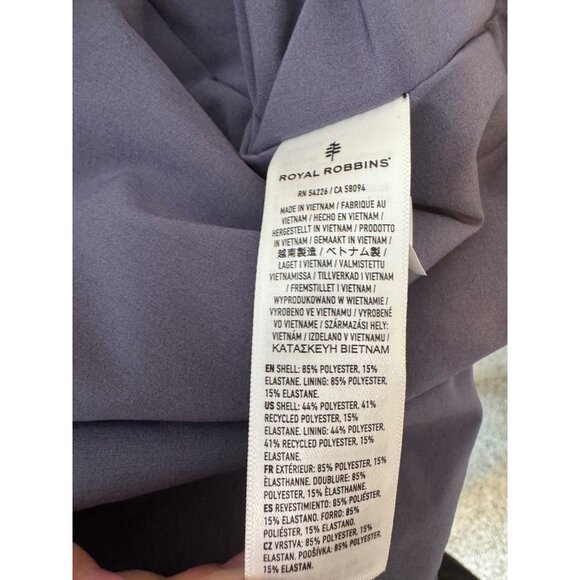 ROYAL ROBBINS®
RN 54226 / CA 58094
MADE IN VIETNAM / FABRIQUE AU
VIETNAM / HECHO EN VIETNAM /
HERGESTELLT IN VIETNAM / PRODOTTO
IN VIETNAM / GEMAAKT IN VIETNAM /
越南製造 / ベトナム製 /
LAGET I VIETNAM / VALMISTETTU
VIETNAMISSA / TILLVERKAD I VIETNAM
/ FREMSTILLET I VIETNAM /
WYPRODUKOWANO W WIETNAMIE /
VYROBENO VE VIETNAMU / VYROBENÉ
VO VIETNAME / SZÁRMAZÁSI HELY:
VIETNÁM / IZDELANO V VIETNAMU /
ΚΑΤΑΣΚΕΥΗ ΒΙΕΤΝΑΜ
EN SHELL: 85% POLYESTER, 15%
ELASTANE. LINING: 85% POLYESTER,
15% ELASTANE.
US SHELL: 44% POLYESTER, 41%
RECYCLED POLYESTER, 15%
ELASTANE. LINING: 44% POLYESTER,
41% RECYCLED POLYESTER, 15%
ELASTANE.
FR EXTÉRIEUR: 85% POLYESTER, 15%
ÉLASTHANNE. DOUBLURE: 85%
POLYESTER, 15% ÉLASTHANNE.
ES REVESTIMIENTO: 85% POLIÉSTER,
15% ELASTANO. FORRO: 85%
POLIÉSTER, 15% ELASTANO.
CZ VRSTVA: 85% POLYESTER, 15%
ELASTAN. PODŠÍVKA: 85% POLYESTER,
15% ELASTAN.